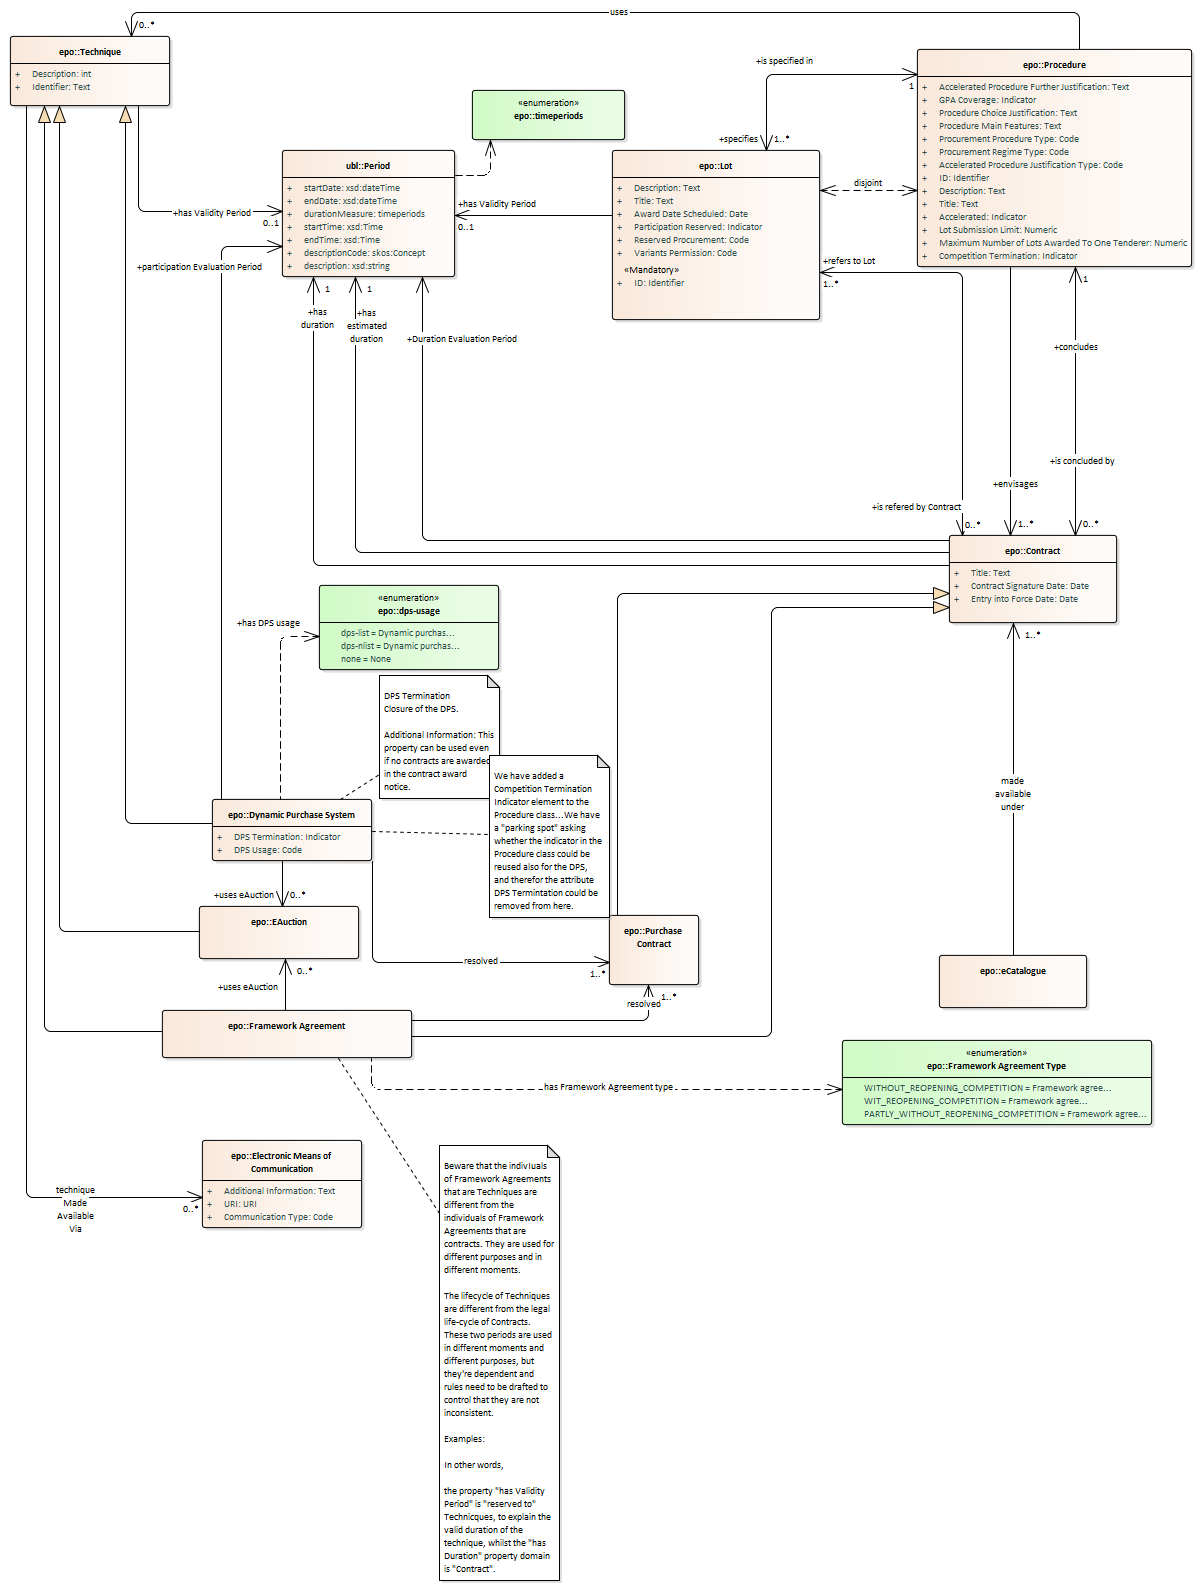 uses
0..*
epo::Technique
+ Description: int
+ Identifier: Text
epo::Procedure
+ Accelerated Procedure Further Justification: Text
+ GPA Coverage: Indicator
+ Procedure Choice Justification: Text
+ Procedure Main Features: Text
+ Procurement Procedure Type: Code
+ Procurement Regime Type: Code
+ Accelerated Procedure Justification Type: Code
+ ID: Identifier
+ Description: Text
+ Title: Text
+ Accelerated: Indicator
+ Lot Submission Limit: Numeric
+ Maximum Number of Lots Awarded To One Tenderer: Numeric
+ Competition Termination: Indicator
+is specified in
1
+specifies
1..*
«enumeration»
epo::timeperiods
ubl::Period
+ startDate: xsd:dateTime
+ endDate: xsd:dateTime
+ durationMeasure: timeperiods
+ startTime: xsd:Time
+ endTime: xsd:Time
+ descriptionCode: skos:Concept
+ description: xsd:string
epo::Lot
+ Description: Text
+ Title: Text
+ Award Date Scheduled: Date
+ Participation Reserved: Indicator
+ Reserved Procurement: Code
+ Variants Permission: Code
«Mandatory»
+ ID: Identifier
disjoint
+has Validity Period
0..1
+has Validity Period
0..1
+participation Evaluation Period
+refers to Lot
1..*
1
+has
duration
1
+has
estimated
duration
+Duration Evaluation Period
1
+concludes
+is concluded by
+envisages
+is refered by Contract
0..*
1..*
0..*
epo::Contract
+ Title: Text
+ Contract Signature Date: Date
+ Entry into Force Date: Date
1..*
«enumeration»
epo::dps-usage
dps-list = Dynamic purchas...
dps-nlist = Dynamic purchas...
none = None
+has DPS usage
DPS Termination
Closure of the DPS.
Additional Information: This
property can be used even
if no contracts are awarded
in the contract award
notice.
We have added a
Competition Termination
Indicator element to the
Procedure class...We have
a "parking spot" asking
whether the indicator in the
Procedure class could be
reused also for the DPS,
and therefor the attribute
DPS Termintation could be
removed from here.
made
available
under
epo::Dynamic Purchase System
+ DPS Termination: Indicator
+ DPS Usage: Code
+uses eAuction
0..*
epo::EAuction
resolved
1..*
epo::Purchase
Contract
epo::eCatalogue
0..*
+uses eAuction
1..*
resolved
epo::Framework Agreement
has Framework Agreement type
«enumeration»
epo::Framework Agreement Type
WITHOUT_REOPENING_COMPETITION = Framework agree...
WIT_REOPENING_COMPETITION = Framework agree...
PARTLY_WITHOUT_REOPENING_COMPETITION = Framework agree...
epo::Electronic Means of
Communication
+ Additional Information: Text
+ URI: URI
+ Communication Type: Code
technique
Made
Available
Via
0..*
Beware that the indivIuals
of Framework Agreements
that are Techniques are
different from the
individuals of Framework
Agreements that are
contracts. They are used for
different purposes and in
different moments.
The lifecycle of Techniques
are different from the legal
life-cycle of Contracts.
These two periods are used
in different moments and
different purposes, but
they're dependent and
rules need to be drafted to
control that they are not
inconsistent.
Examples:
In other words,
the property "has Validity
Period" is "reserved to"
Technicques, to explain the
valid duration of the
technique, whilst the "has
Duration" property domain
is "Contract".